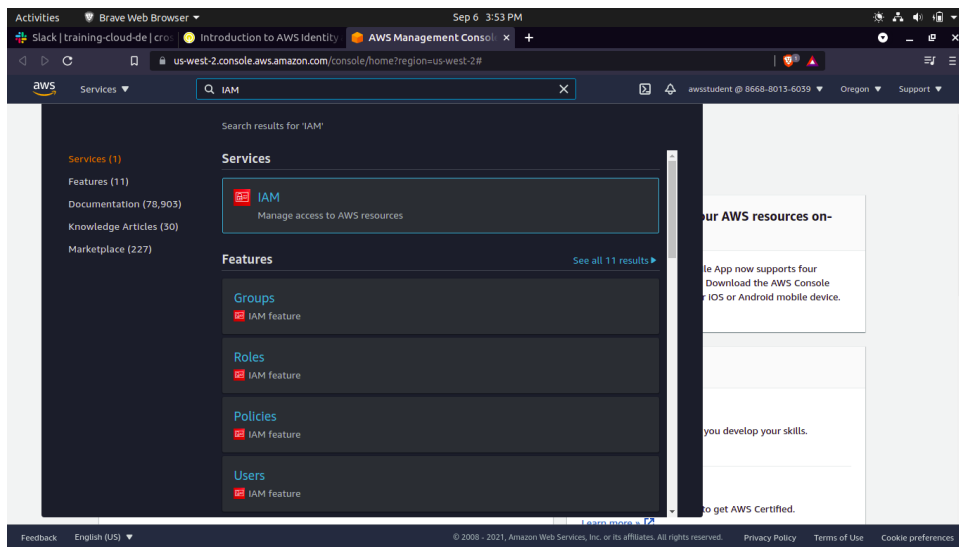 Activities Brave Web Browser Sep 6 3:53 PM
Slack | training-cloud-de | cros Introduction to AWS Identity AWS Management Consol × +
us-west-2.console.aws.amazon.com/console/home?region=us-west-2#
aws Services IAM awsstudent @ 8668-8013-6039 Oregon Support
Search results for 'IAM'
Services (1)
Features (11)
Documentation (78,903)
Knowledge Articles (30)
Marketplace (227)
Services
IAM
Manage access to AWS resources
Features See all 11 results
Groups
IAM feature
Roles
IAM feature
Policies
IAM feature
Users
IAM feature
ur AWS resources on-
le App now supports four
Download the AWS Console
r iOS or Android mobile device.
you develop your skills.
to get AWS Certified.
Learn more »
Feedback English (US) © 2008 - 2021, Amazon Web Services, Inc. or its affiliates. All rights reserved. Privacy Policy Terms of Use Cookie preferences